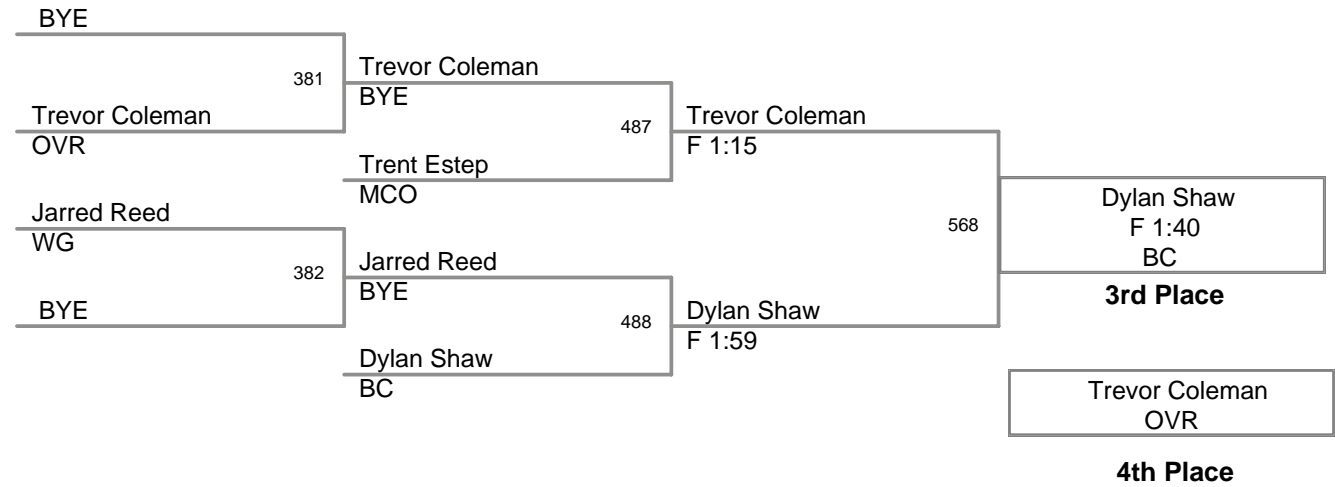 BYE
381
Trevor Coleman
OVR
Jarred Reed
WG
382
BYE
Trevor Coleman
BYE
487
Trent Estep
MCO
Jarred Reed
BYE
488
Dylan Shaw
BC
Trevor Coleman
F 1:15
568
Dylan Shaw
F 1:59
Dylan Shaw
F 1:40
BC
3rd Place
Trevor Coleman
OVR
4th Place